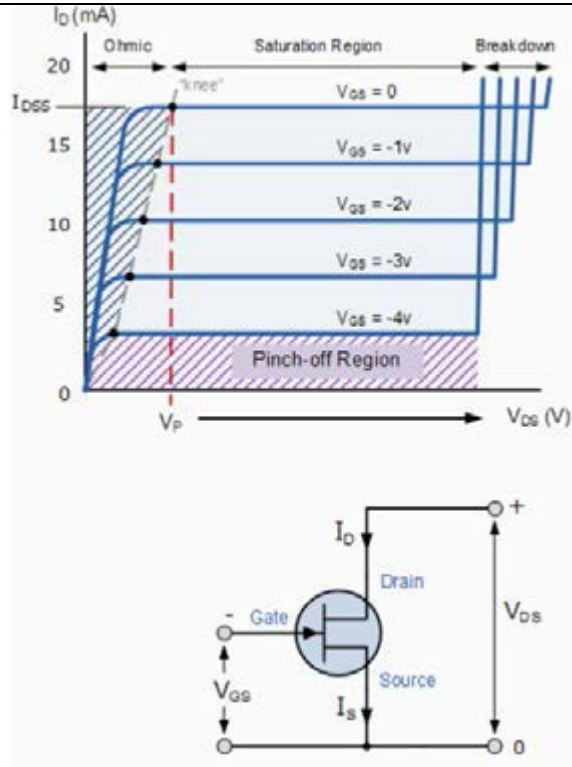 I_D (mA)
Ohmic Saturation Region Breakdown
20
"knee"
V_GS = 0
I_DSS
15
V_GS = -1v
10
V_GS = -2v
V_GS = -3v
5
V_GS = -4v
Pinch-off Region
0
V_P V_DS (V)
+
I_D
Drain
- Gate
V_DS
V_GS
Source
I_S
0